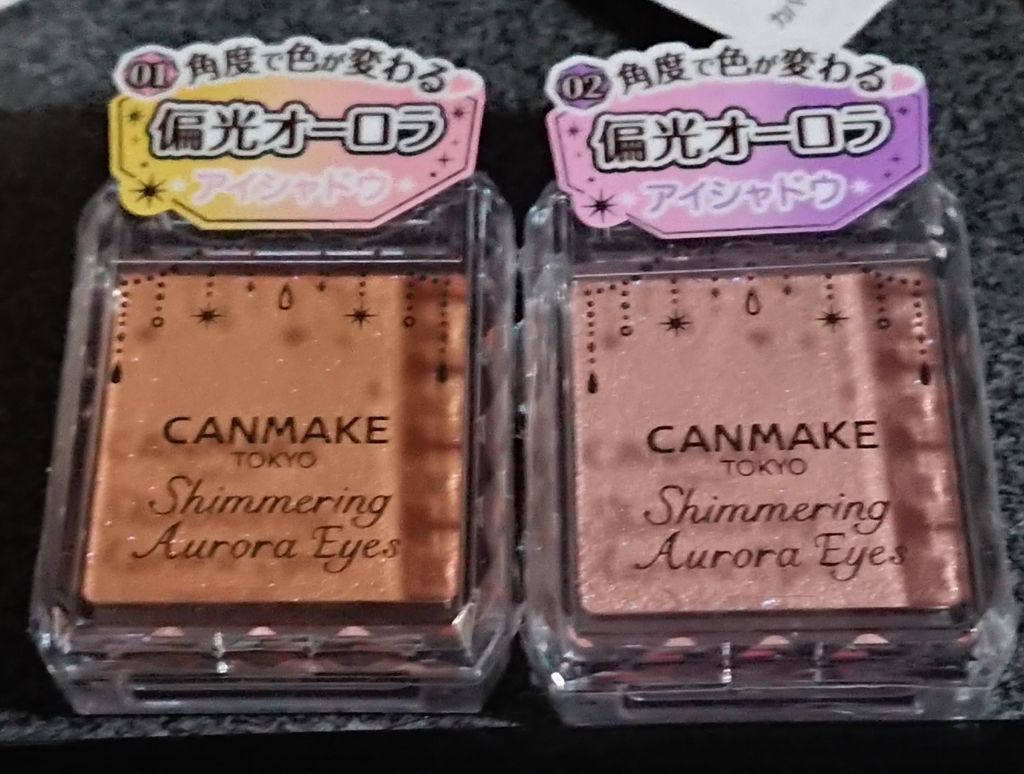 01 角度で色が変わる
偏光オーロラ
アイシャドウ
CANMAKE
TOKYO
Shimmering
Aurora Eyes
02 角度で色が変わる
偏光オーロラ
アイシャドウ
CANMAKE
TOKYO
Shimmering
Aurora Eyes